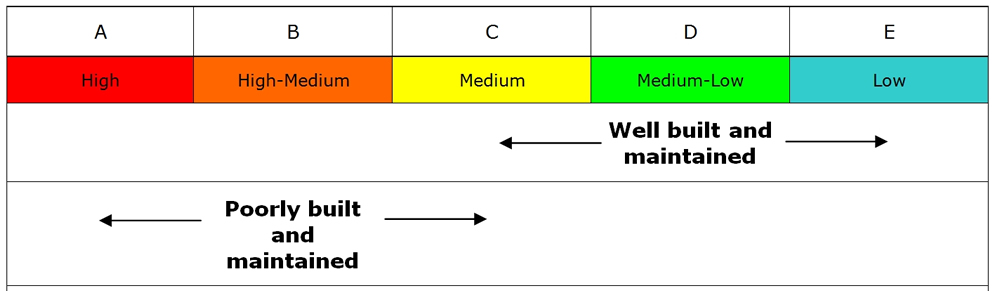 A B C D E
High High-Medium Medium Medium-Low Low
Well built and
maintained
Poorly built
and
maintained